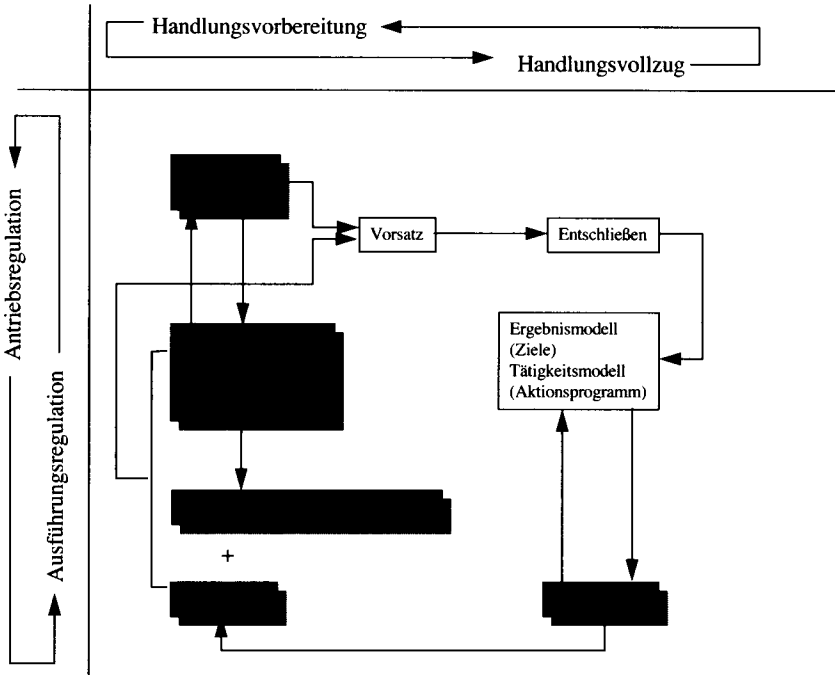 Handlungsvorbereitung
Handlungsvollzug
Antriebsregulation
Ausführungsregulation
Vorsatz
Entschließen
Ergebnismodell
(Ziele)
Tätigkeitsmodell
(Aktionsprogramm)
+